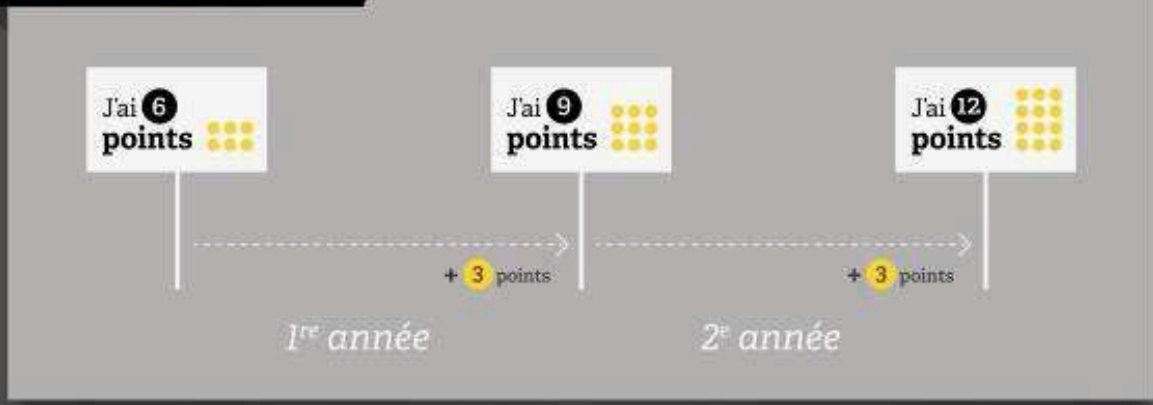 J'ai 6
points
J'ai 9
points
J'ai 12
points
+ 3 points
+ 3 points
1re année
2e année